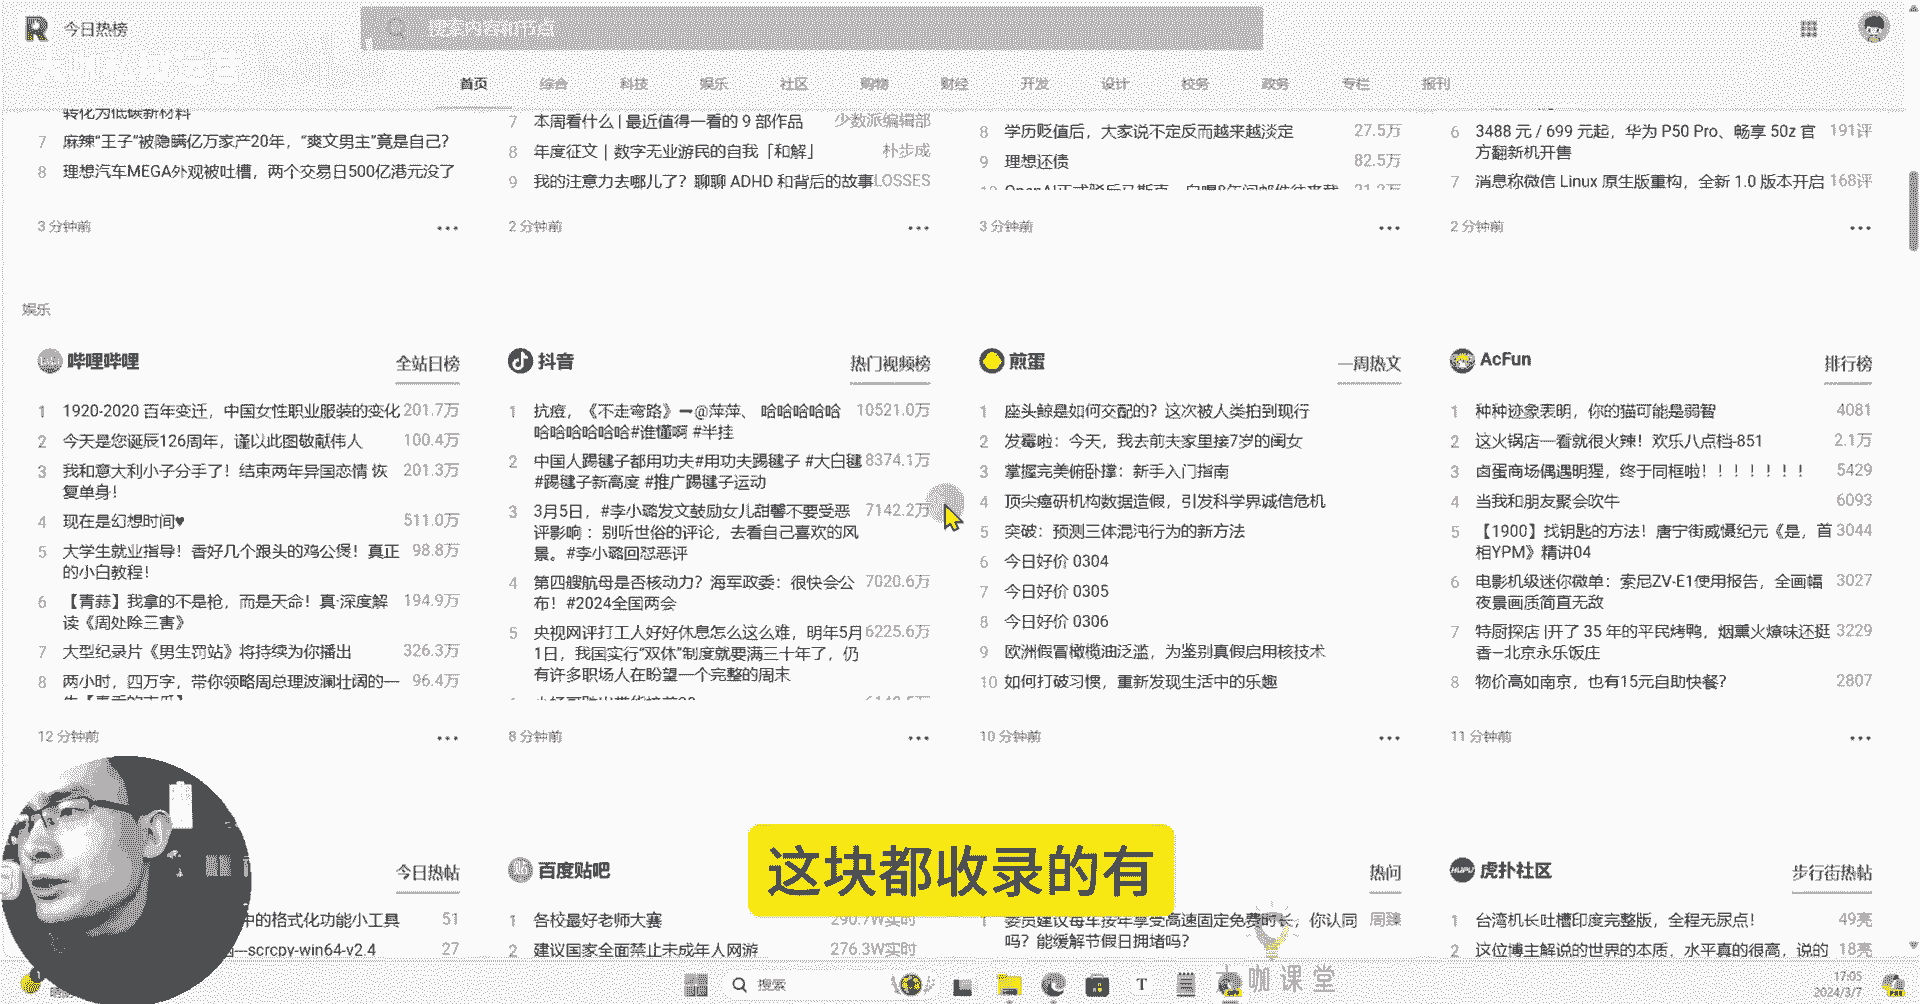 今日热榜
搜索内容和节点
首页 综合 科技 娱乐 社区 购物 财经 开发 设计 校务 政务 专栏 报刊
转化为低碳新材料
7 麻辣“王子”被隐瞒亿万家产20年，“爽文男主”竟是自己？
8 理想汽车MEGA外观被吐槽，两个交易日500亿港元没了
3 分钟前
7 本周看什么 | 最近值得一看的 9 部作品 少数派编辑部
8 年度征文 | 数字无业游民的自我「和解」 朴步成
9 我的注意力去哪儿了？聊聊 ADHD 和背后的故事 LOSSES
2 分钟前
8 学历贬值后，大家说不定反而越来越淡定 27.5万
9 理想还债 82.5万
3 分钟前
6 3488 元 / 699 元起，华为 P50 Pro、畅享 50z 官 191评
方翻新机开售
7 消息称微信 Linux 原生版重构，全新 1.0 版本开启 168评
2 分钟前
娱乐
哔哩哔哩 全站日榜
1 1920-2020 百年变迁，中国女性职业服装的变化 201.7万
2 今天是您诞辰126周年，谨以此图敬献伟人 100.4万
3 我和意大利小子分手了！结束两年异国恋情 恢 201.3万
复单身！
4 现在是幻想时间♥ 511.0万
5 大学生就业指导！香好几个跟头的鸡公煲！真正 98.8万
的小白教程！
6 【青蒜】我拿的不是枪，而是天命！真·深度解 194.9万
读《周处除三害》
7 大型纪录片《男生罚站》将持续为你播出 326.3万
8 两小时，四万字，带你领略周总理波澜壮阔的一 96.4万
12 分钟前
抖音 热门视频榜
1 抗痘，《不走弯路》➖@萍萍、 哈哈哈哈哈 10521.0万
哈哈哈哈哈哈#谁懂啊 #半挂
2 中国人踢毽子都用功夫#用功夫踢毽子 #大白毽 8374.1万
#踢毽子新高度 #推广踢毽子运动
3 3月5日，#李小璐发文鼓励女儿甜馨不要受恶 7142.2万
评影响： 别听世俗的评论，去看自己喜欢的风
景。#李小璐回怼恶评
4 第四艘航母是否核动力？海军政委：很快会公 7020.6万
布！#2024全国两会
5 央视网评打工人好好休息怎么这么难，明年5月 6225.6万
1日，我国实行“双休”制度就要满三十年了，仍
有许多职场人在盼望一个完整的周末
8 分钟前
煎蛋 一周热文
1 座头鲸是如何交配的？这次被人类拍到现行
2 发霉啦：今天，我去前夫家里接7岁的闺女
3 掌握完美俯卧撑：新手入门指南
4 顶尖癌研机构数据造假，引发科学界诚信危机
5 突破：预测三体混沌行为的新方法
6 今日好价 0304
7 今日好价 0305
8 今日好价 0306
9 欧洲假冒橄榄油泛滥，为鉴别真假启用核技术
10 如何打破习惯，重新发现生活中的乐趣
10 分钟前
AcFun 排行榜
1 种种迹象表明，你的猫可能是弱智 4081
2 这火锅店一看就很火辣！欢乐八点档-851 2.1万
3 卤蛋商场偶遇明猩，终于同框啦！！！！！！！ 5429
4 当我和朋友聚会吹牛 6093
5 【1900】找钥匙的方法！唐宁街威慑纪元《是，首 3044
相YPM》精讲04
6 电影机级迷你微单：索尼ZV-E1使用报告，全画幅 3027
夜景画质简直无敌
7 特厨探店 |开了 35 年的平民烤鸭，烟熏火燎味还挺 3229
香—北京永乐饭庄
8 物价高如南京，也有15元自助快餐？ 2807
11 分钟前
今日热帖
中的格式化功能小工具 51
—scrcpy-win64-v2.4 27
百度贴吧
1 各校最好老师大赛 290.7W实时
2 建议国家全面禁止未成年人网游 276.3W实时
热问
1 委员建议每车按年享受高速固定免费时长，你认同 周臻
吗？能缓解节假日拥堵吗？
虎扑社区 步行街热帖
1 台湾机长吐槽印度完整版，全程无尿点！ 49亮
2 这位博主解说的世界的本质，水平真的很高，说的 18亮
这块都收录的有
搜索
大咖课堂
17:05
2024/3/7